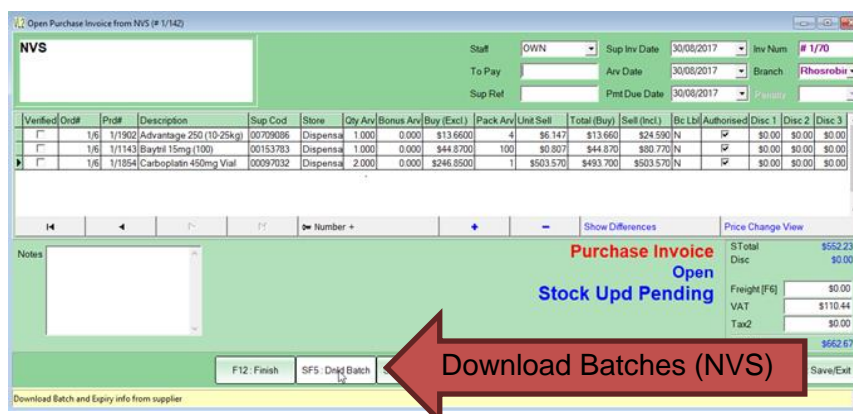 Open Purchase Invoice from NVS (# 1/142)
NVS
Staff OWN Sup Inv Date 30/08/2017 Inv Num # 1/70
To Pay Arv Date 30/08/2017 Branch Rhosrobin
Sup Ref Pmt Due Date 30/08/2017
Verified Ord# Prd# Description Sup Cod Store Qty Arv Bonus Arv Buy (Excl.) Pack Arv Unit Sell Total (Buy) Sell (Incl.) Bc Lbl Authorised Disc 1 Disc 2 Disc 3
1/6 1/1902 Advantage 250 (10-25kg) 00709086 Dispensa 1.000 0.000 $13.6600 4 $6.147 $13.660 $24.590 N $0.00 $0.00 $0.00
1/6 1/1143 Baytril 15mg (100) 00153783 Dispensa 1.000 0.000 $44.8700 100 $0.807 $44.870 $80.770 N $0.00 $0.00 $0.00
1/6 1/1854 Carboplatin 450mg Vial 00097032 Dispensa 2.000 0.000 $246.8500 1 $503.570 $493.700 $503.570 N $0.00 $0.00 $0.00
Number + + − Show Differences Price Change View
Notes
Purchase Invoice
Open
Stock Upd Pending
STotal $552.23
Disc $0.00
Freight [F6] $0.00
VAT $110.44
Tax2 $0.00
$662.67
F12 : Finish SF5 : Dnld Batch Download Batches (NVS) Save/Exit
Download Batch and Expiry info from supplier